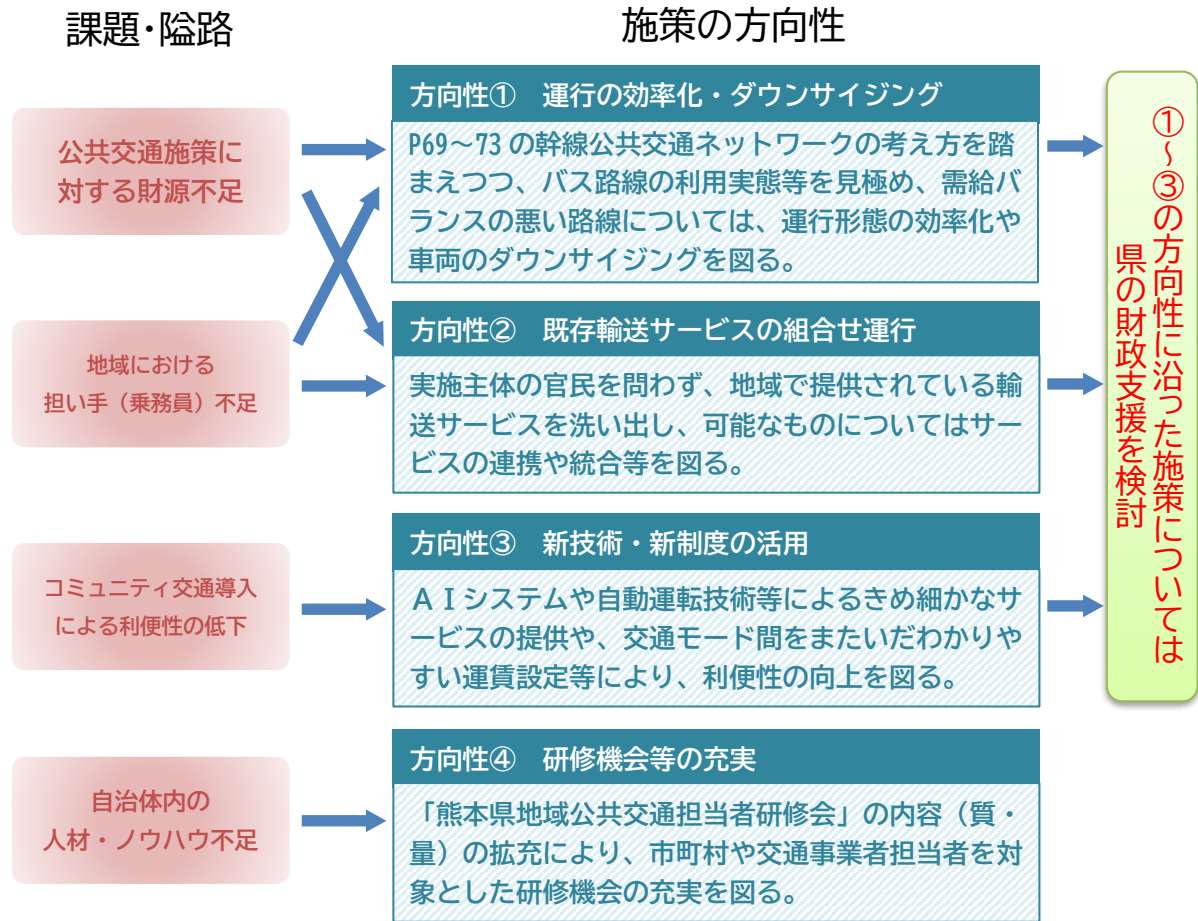 課題・隘路
施策の方向性
公共交通施策に
対する財源不足
地域における
担い手（乗務員）不足
コミュニティ交通導入
による利便性の低下
自治体内の
人材・ノウハウ不足
方向性①　運行の効率化・ダウンサイジング
P69～73 の幹線公共交通ネットワークの考え方を踏
まえつつ、バス路線の利用実態等を見極め、需給バ
ランスの悪い路線については、運行形態の効率化や
車両のダウンサイジングを図る。
方向性②　既存輸送サービスの組合せ運行
実施主体の官民を問わず、地域で提供されている輸
送サービスを洗い出し、可能なものについてはサー
ビスの連携や統合等を図る。
方向性③　新技術・新制度の活用
ＡＩシステムや自動運転技術等によるきめ細かなサ
ービスの提供や、交通モード間をまたいだわかりや
すい運賃設定等により、利便性の向上を図る。
方向性④　研修機会等の充実
「熊本県地域公共交通担当者研修会」の内容（質・
量）の拡充により、市町村や交通事業者担当者を対
象とした研修機会の充実を図る。
①～③の方向性に沿った施策については
県の財政支援を検討